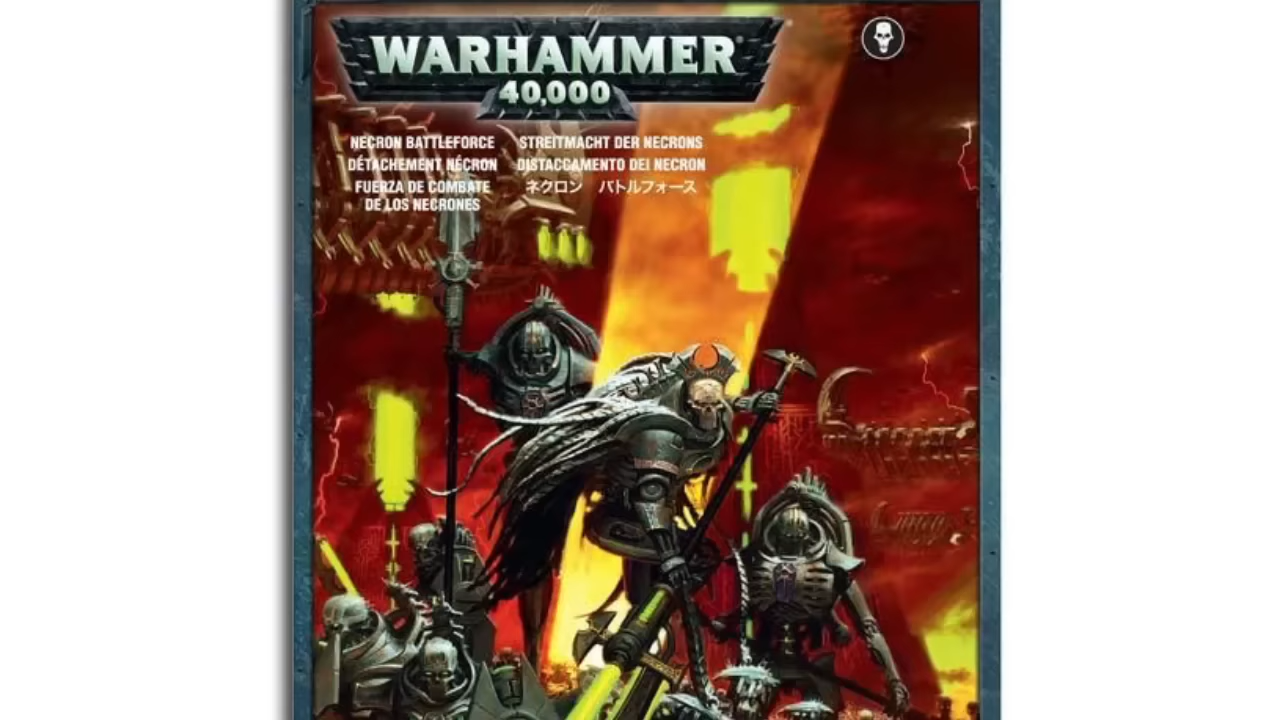 WARHAMMER
40,000
NECRON BATTLEFORCE
DÉTACHEMENT NÉCRON
FUERZA DE COMBATE
DE LOS NECRONES
STREITMACHT DER NECRONS
DISTACCAMENTO DEI NECRON
ネクロン バトルフォース